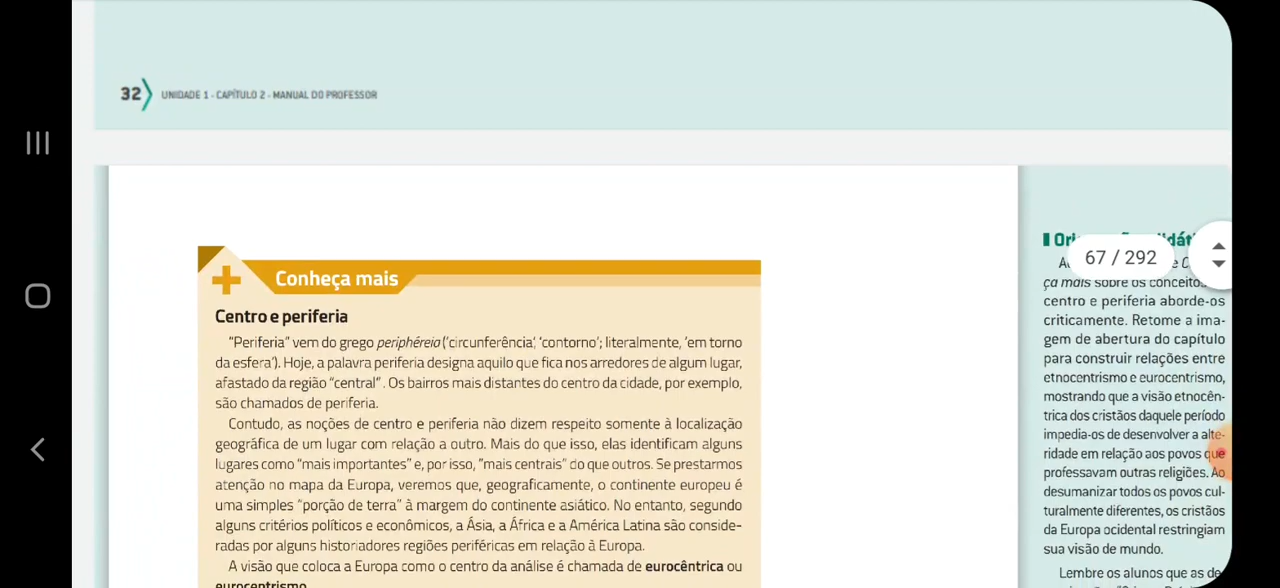 32 UNIDADE 1 - CAPÍTULO 2 - MANUAL DO PROFESSOR
Conheça mais
Centro e periferia
“Periferia” vem do grego periphéreia (‘circunferência’, ‘contorno’; literalmente, ‘em torno
da esfera’). Hoje, a palavra periferia designa aquilo que fica nos arredores de algum lugar,
afastado da região “central” . Os bairros mais distantes do centro da cidade, por exemplo,
são chamados de periferia.
Contudo, as noções de centro e periferia não dizem respeito somente à localização
geográfica de um lugar com relação a outro. Mais do que isso, elas identificam alguns
lugares como “mais importantes” e, por isso, “mais centrais” do que outros. Se prestarmos
atenção no mapa da Europa, veremos que, geograficamente, o continente europeu é
uma simples “porção de terra” à margem do continente asiático. No entanto, segundo
alguns critérios políticos e econômicos, a Ásia, a África e a América Latina são conside-
radas por alguns historiadores regiões periféricas em relação à Europa.
A visão que coloca a Europa como o centro da análise é chamada de eurocêntrica ou
eurocentrismo
67 / 292
ça mais sobre os conceitos
centro e periferia aborde-os
criticamente. Retome a ima-
gem de abertura do capítulo
para construir relações entre
etnocentrismo e eurocentrismo,
mostrando que a visão etnocên-
trica dos cristãos daquele período
impedia-os de desenvolver a alte-
ridade em relação aos povos que
professavam outras religiões. Ao
desumanizar todos os povos cul-
turalmente diferentes, os cristãos
da Europa ocidental restringiam
sua visão de mundo.
Lembre os alunos que as de-